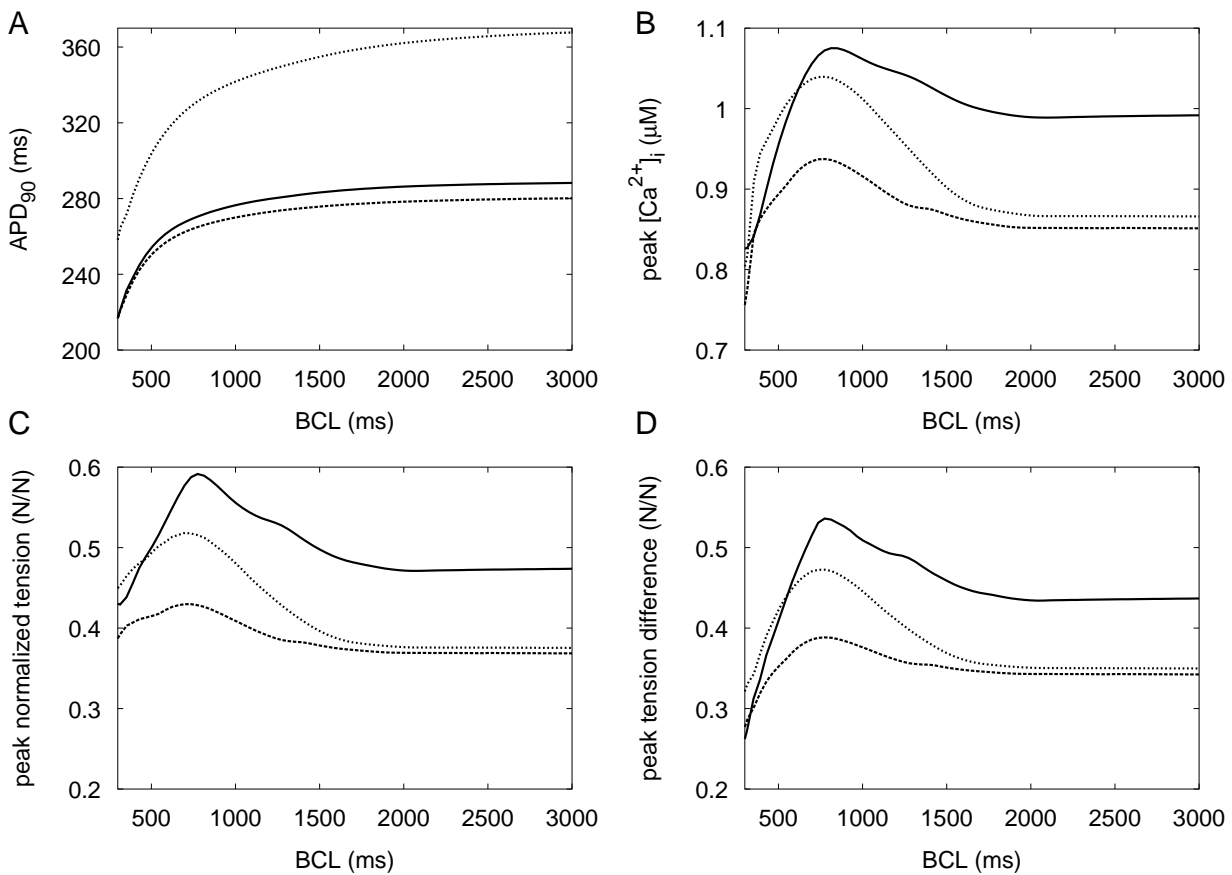 A
APD90 (ms)
360
320
280
240
200
500 1000 1500 2000 2500 3000
BCL (ms)
B
peak [Ca2+]i (μM)
1.1
1
0.9
0.8
0.7
500 1000 1500 2000 2500 3000
BCL (ms)
C
peak normalized tension (N/N)
0.6
0.5
0.4
0.3
0.2
500 1000 1500 2000 2500 3000
BCL (ms)
D
peak tension difference (N/N)
0.6
0.5
0.4
0.3
0.2
500 1000 1500 2000 2500 3000
BCL (ms)